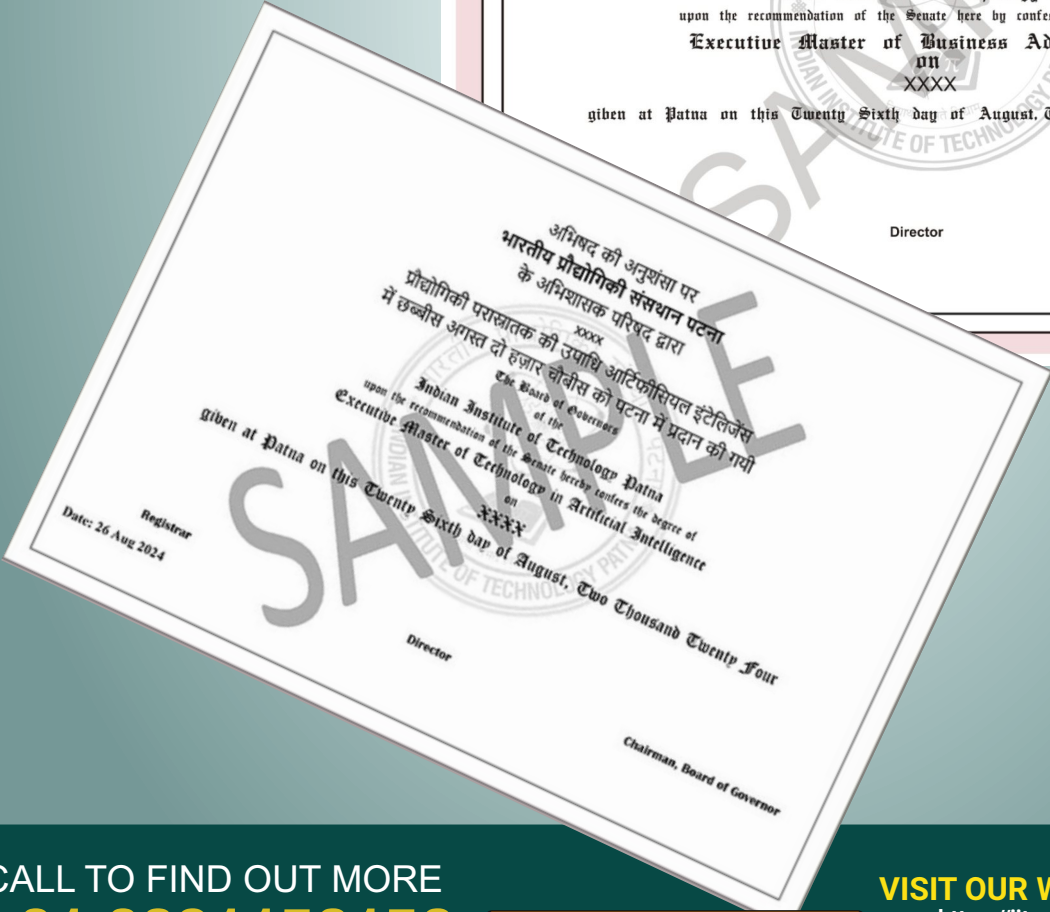 upon the recommendation of the Senate here by confe
Executive Master of Business Ad
on
XXXX
giben at Patna on this Twenty Sixth day of August, T
Director
अभिषद की अनुशंसा पर
भारतीय प्रौद्योगिकी संसथान पटना
के अभिशासक परिषद द्वारा
xxxx
प्रौद्योगिकी परास्नातक की उपाधि आर्टिफीसियल इंटेलिजेंस
में छब्बीस अगस्त दो हज़ार चौबीस को पटना में प्रदान की गयी
The Board of Governors
of the
Indian Institute of Technology Patna
upon the recommendation of the Senate hereby confers the degree of
Executive Master of Technology in Artificial Intelligence
on
XXXX
giben at Patna on this Twenty Sixth day of August, Two Thousand Twenty Four
SAMPLE
Registrar
Date: 26 Aug 2024
Director
Chairman, Board of Governor
CALL TO FIND OUT MORE
VISIT OUR W